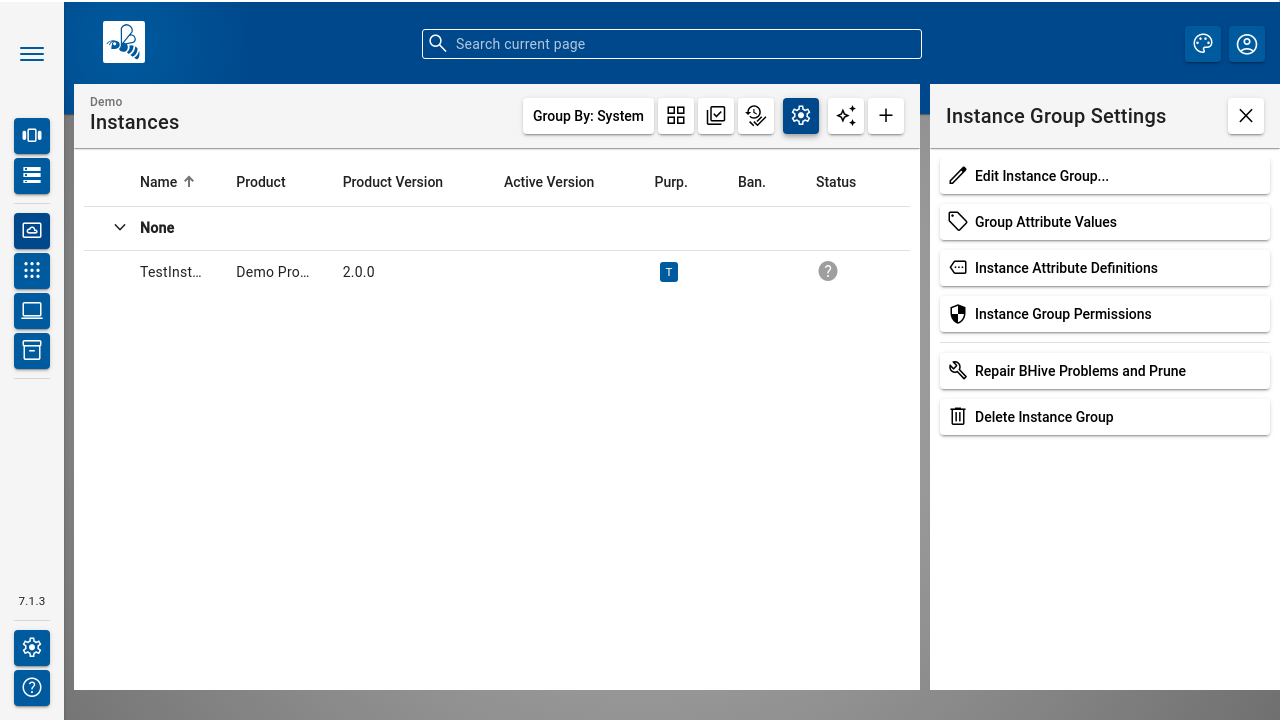 Search current page
Demo
Instances
Group By: System
Instance Group Settings
Name Product Product Version Active Version Purp. Ban. Status
None
TestInst… Demo Pro… 2.0.0 T ?
Edit Instance Group...
Group Attribute Values
Instance Attribute Definitions
Instance Group Permissions
Repair BHive Problems and Prune
Delete Instance Group
7.1.3